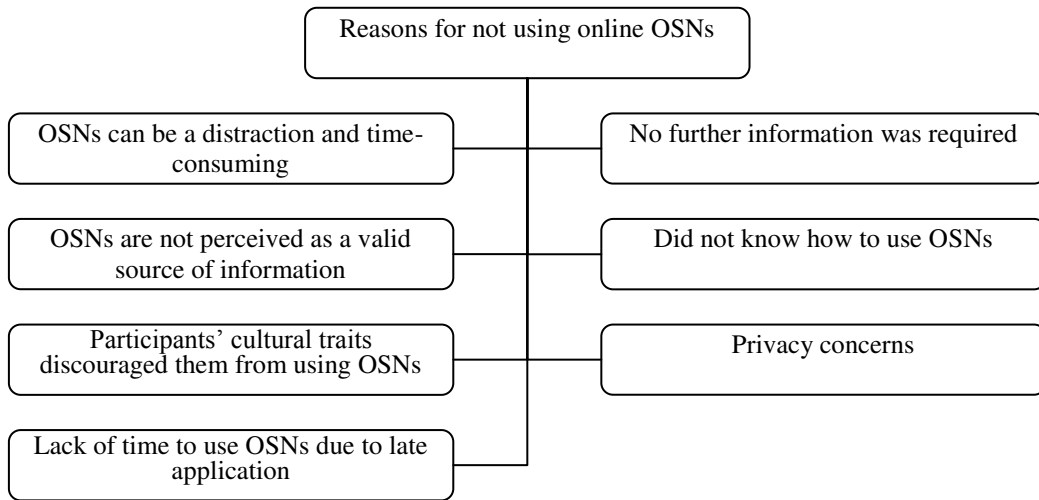 Reasons for not using online OSNs
OSNs can be a distraction and time-
consuming
No further information was required
OSNs are not perceived as a valid
source of information
Did not know how to use OSNs
Participants’ cultural traits
discouraged them from using OSNs
Privacy concerns
Lack of time to use OSNs due to late
application